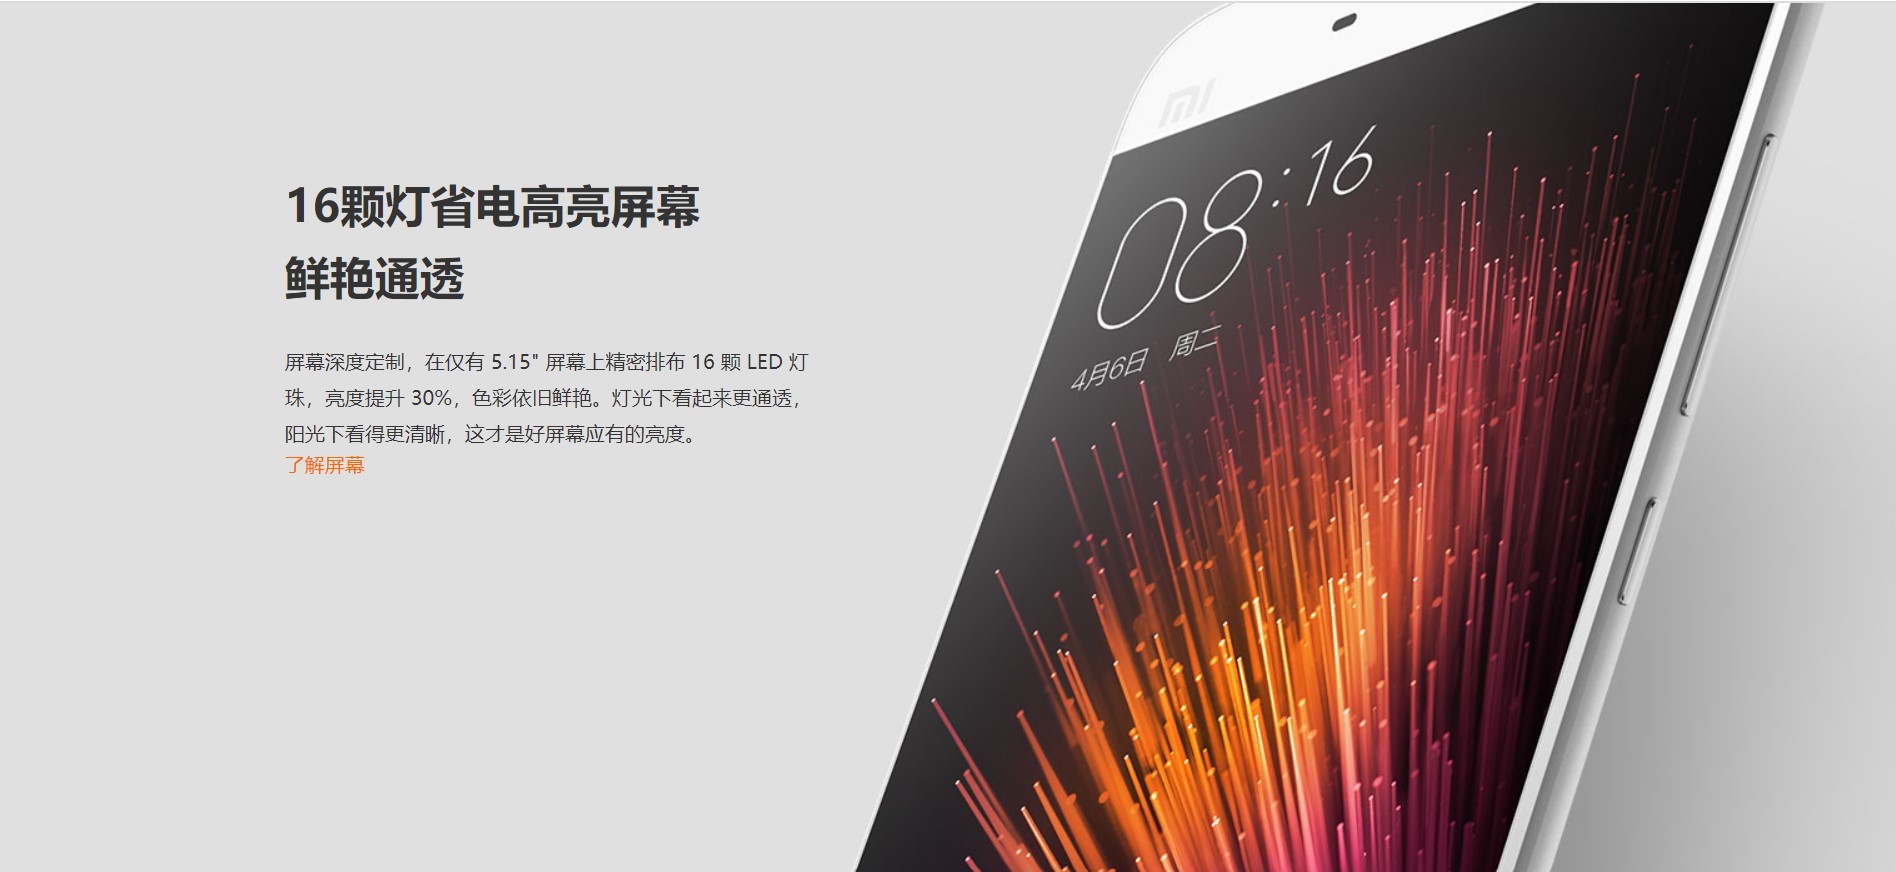 16颗灯省电高亮屏幕
鲜艳通透
屏幕深度定制，在仅有 5.15" 屏幕上精密排布 16 颗 LED 灯
珠，亮度提升 30%，色彩依旧鲜艳。灯光下看起来更通透，
阳光下看得更清晰，这才是好屏幕应有的亮度。
了解屏幕
mi
08:16
4月6日 周二